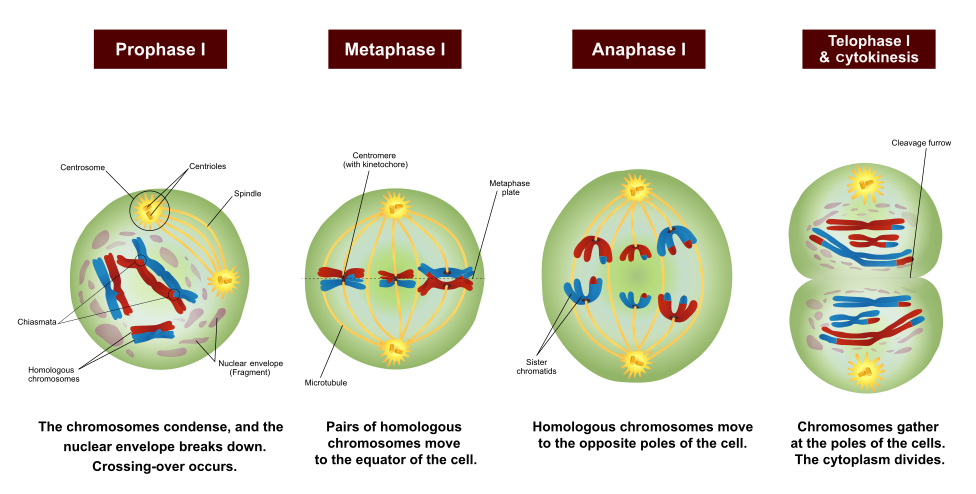 Prophase I
Metaphase I
Anaphase I
Telophase I
& Cytokinesis
Centrosome
Centrioles
Spindle
Chiasmata
Homologous
chromosomes
Nuclear envelope
(Fragment)
Centromere
(with kinetochore)
Metaphase
plate
Microtubule
Sister
chromatids
Cleavage furrow
The chromosomes condense, and the
nuclear envelope breaks down.
Crossing-over occurs.
Pairs of homologous
chromosomes move
to the equator of the cell.
Homologous chromosomes move
to the opposite poles of the cell.
Chromosomes gather
at the poles of the cells.
The cytoplasm divides.